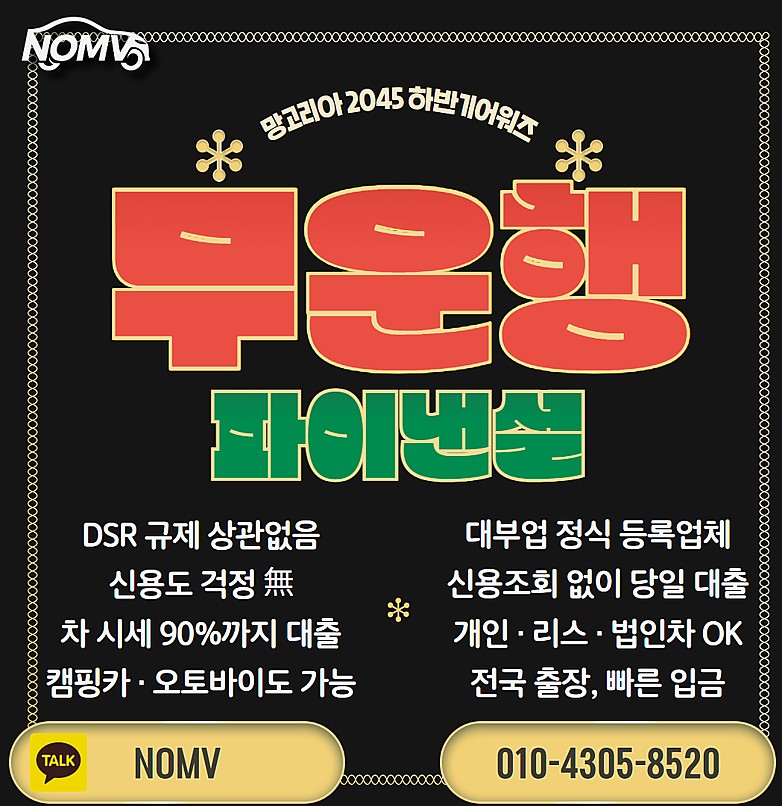 NOMV
망고리아 2045 하반기어워즈
무운행
파이낸셜
DSR 규제 상관없음
신용도 걱정 無
차 시세 90%까지 대출
캠핑카 · 오토바이도 가능
대부업 정식 등록업체
신용조회 없이 당일 대출
개인 · 리스 · 법인차 OK
전국 출장, 빠른 입금
TALK
NOMV
010-4305-8520